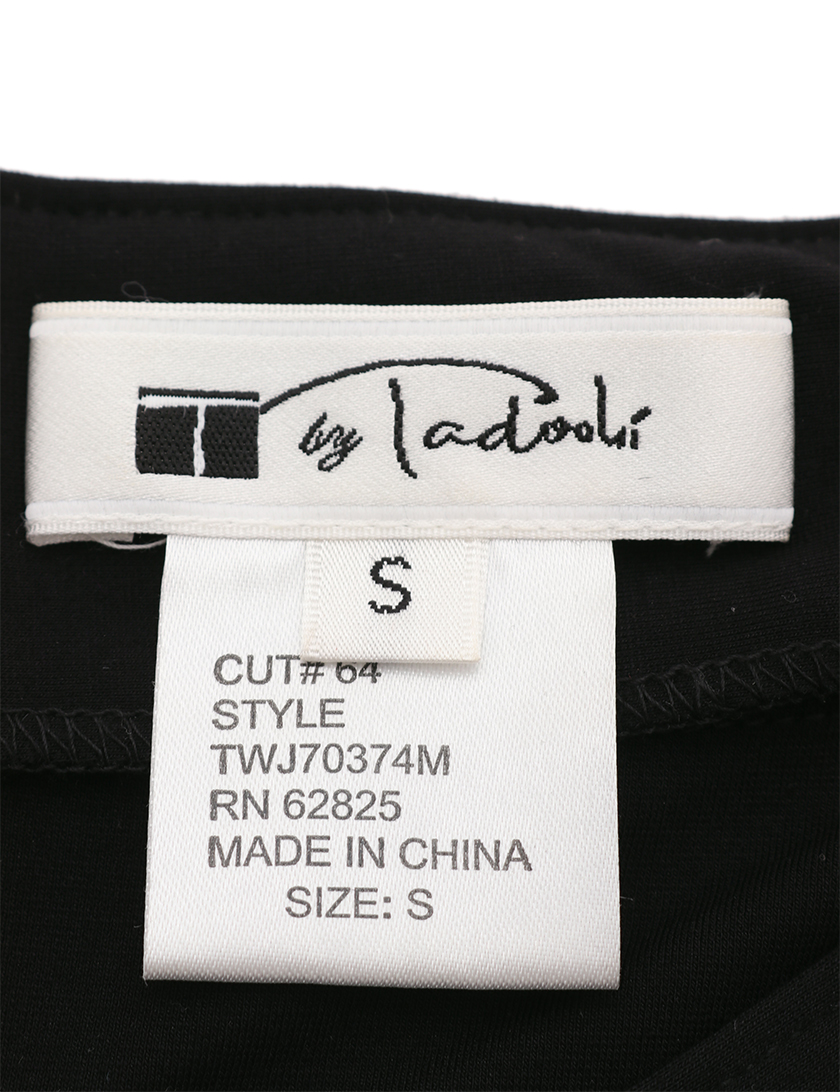 T by Tadashi
S
CUT# 64
STYLE
TWJ70374M
RN 62825
MADE IN CHINA
SIZE: S